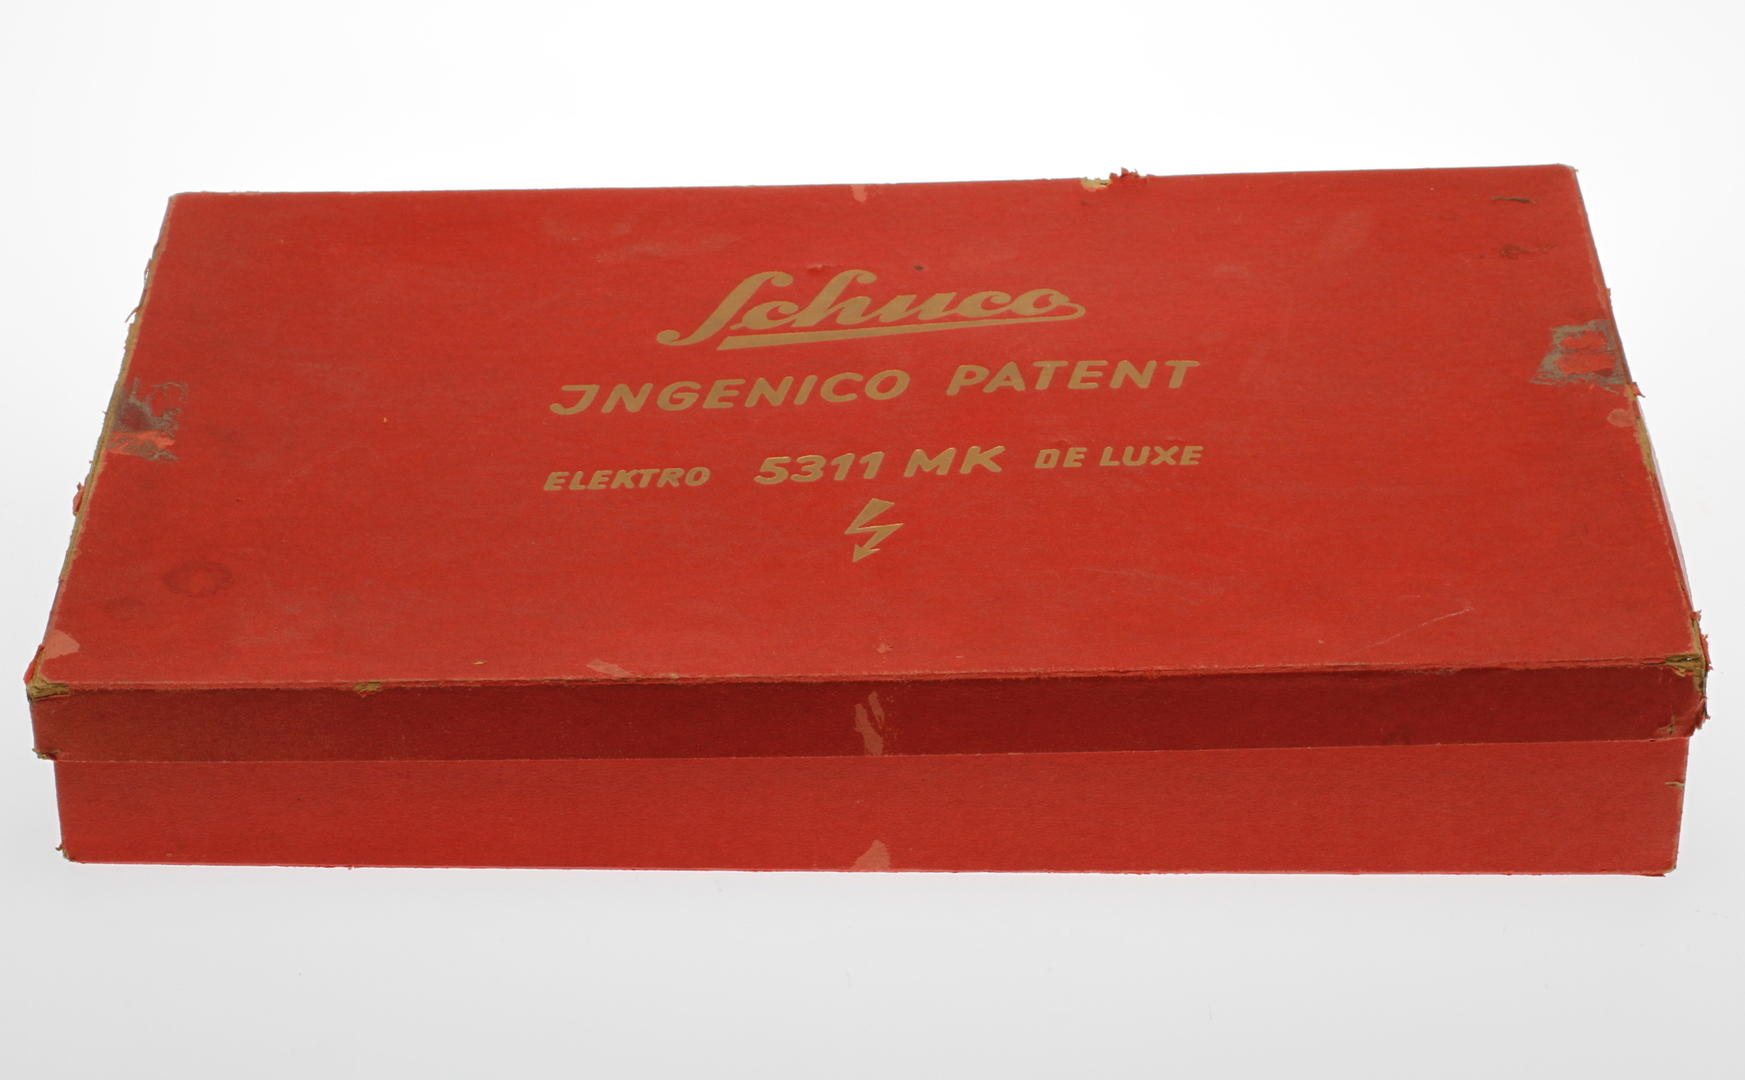 Schuco
JNGENICO PATENT
ELEKTRO 5311 MK DE LUXE